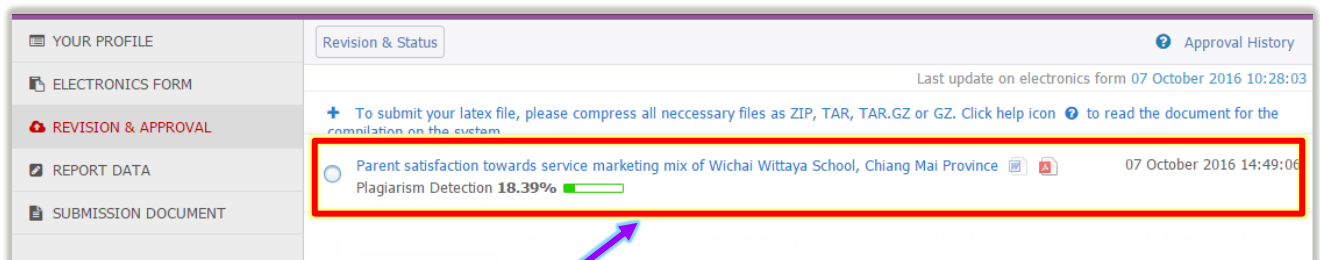 YOUR PROFILE
ELECTRONICS FORM
REVISION & APPROVAL
REPORT DATA
SUBMISSION DOCUMENT
Revision & Status
Approval History
Last update on electronics form 07 October 2016 10:28:03
To submit your latex file, please compress all neccessary files as ZIP, TAR, TAR.GZ or GZ. Click help icon to read the document for the
compilation on the system
Parent satisfaction towards service marketing mix of Wichai Wittaya School, Chiang Mai Province 07 October 2016 14:49:06
Plagiarism Detection 18.39%